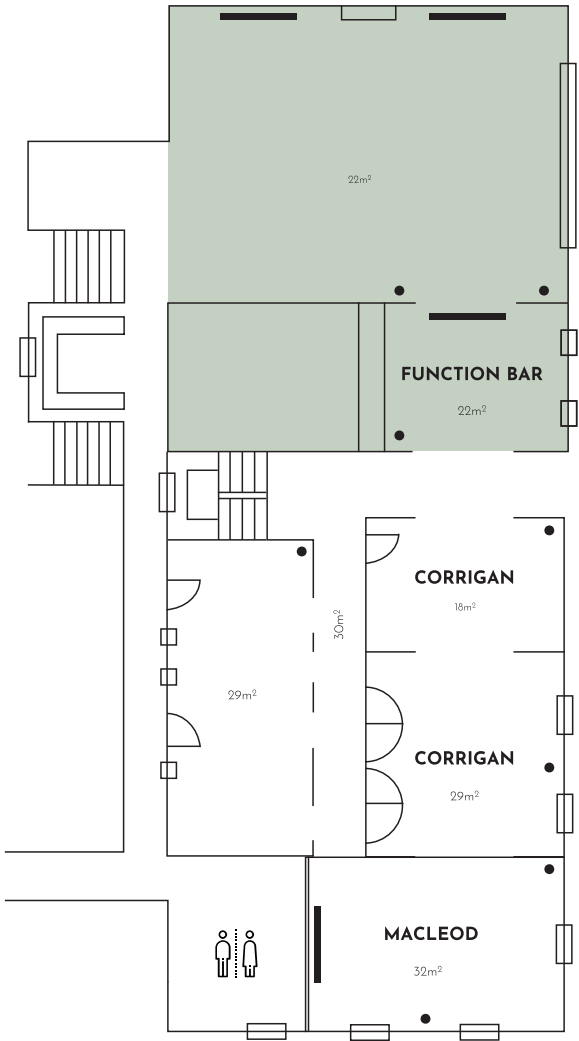 22m²
FUNCTION BAR
22m²
CORRIGAN
18m²
30m²
29m²
CORRIGAN
29m²
MACLEOD
32m²